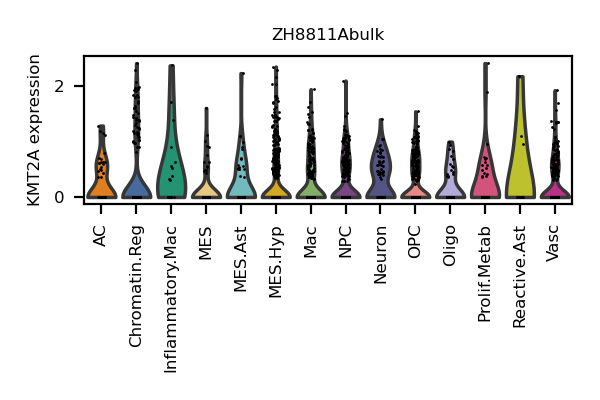 ZH8811Abulk
KMT2A expression
2
0
AC
Chromatin.Reg
Inflammatory.Mac
MES
MES.Ast
MES.Hyp
Mac
NPC
Neuron
OPC
Oligo
Prolif.Metab
Reactive.Ast
Vasc